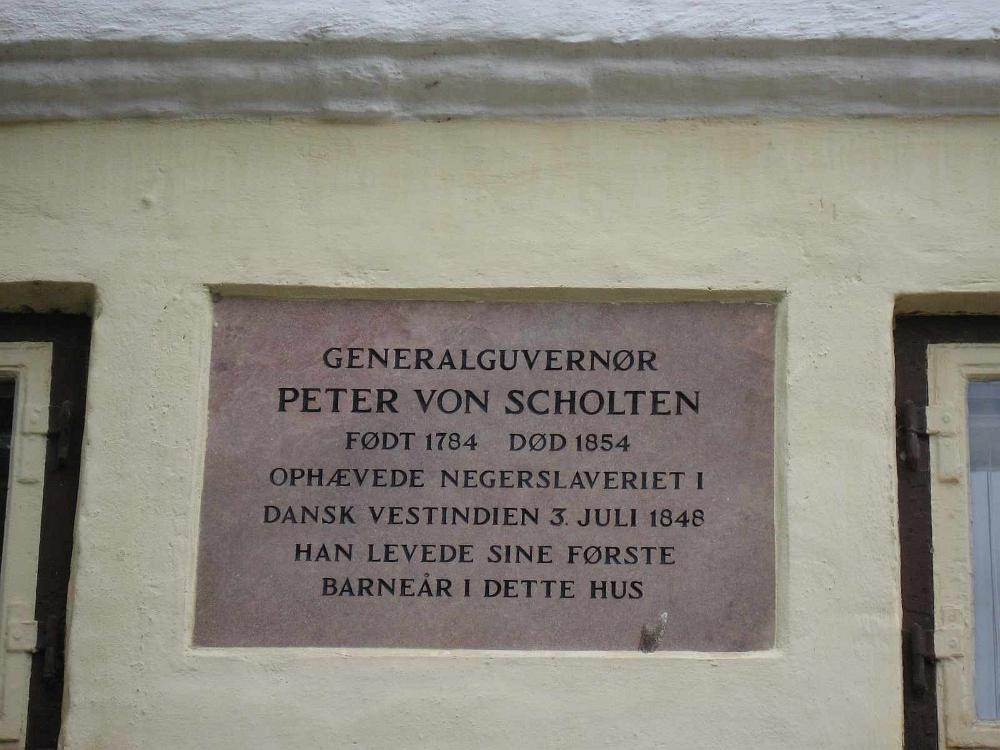 GENERALGUVERNØR
PETER VON SCHOLTEN
FØDT 1784 DØD 1854
OPHÆVEDE NEGERSLAVERIET I
DANSK VESTINDIEN 3. JULI 1848
HAN LEVEDE SINE FØRSTE
BARNEÅR I DETTE HUS